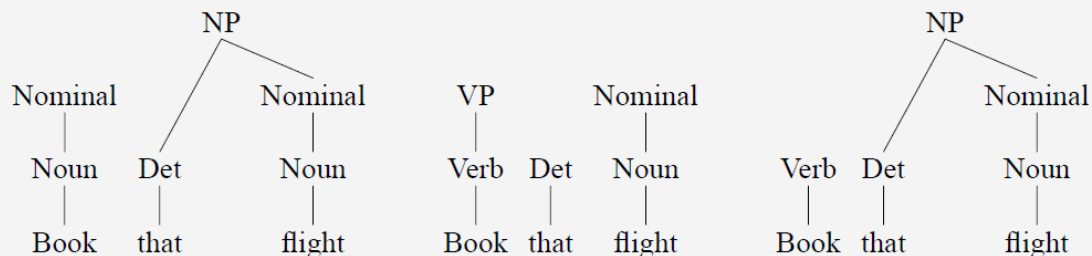 NP NP
Nominal Nominal VP Nominal Nominal
Noun Det Noun Verb Det Noun Verb Det Noun
Book that flight Book that flight Book that flight